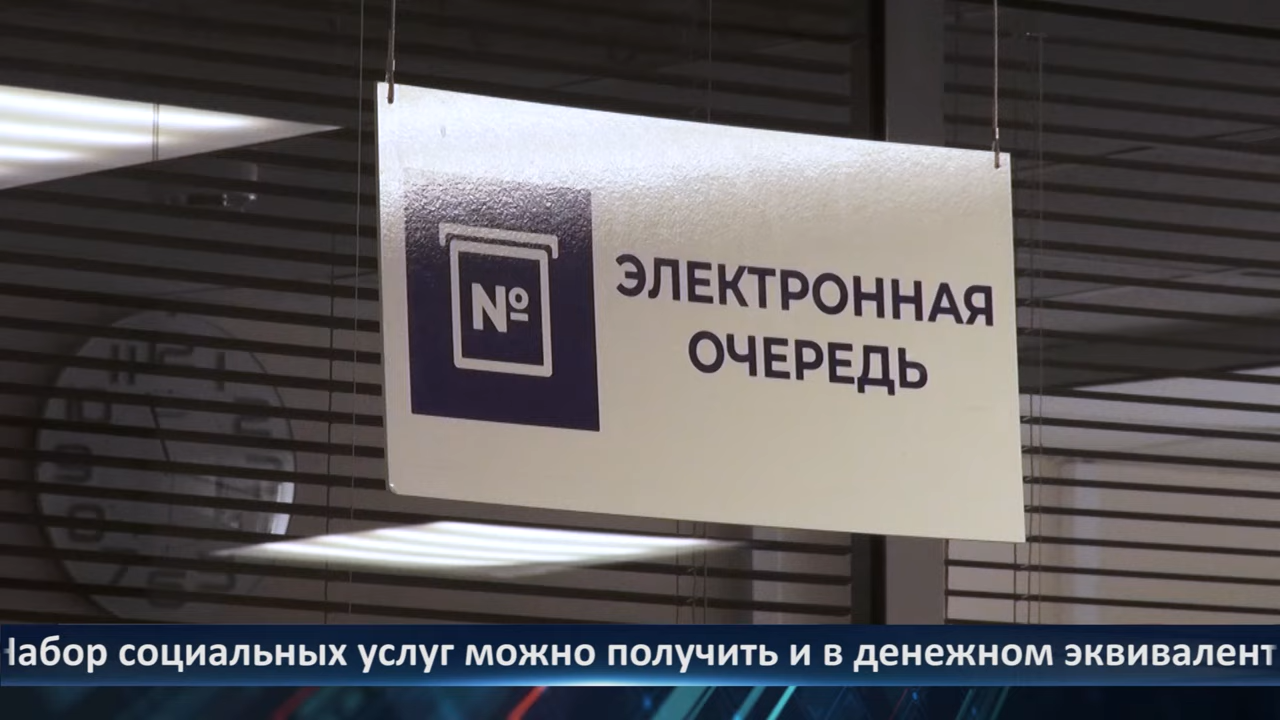 №
ЭЛЕКТРОННАЯ
ОЧЕРЕДЬ
Набор социальных услуг можно получить и в денежном эквивалент